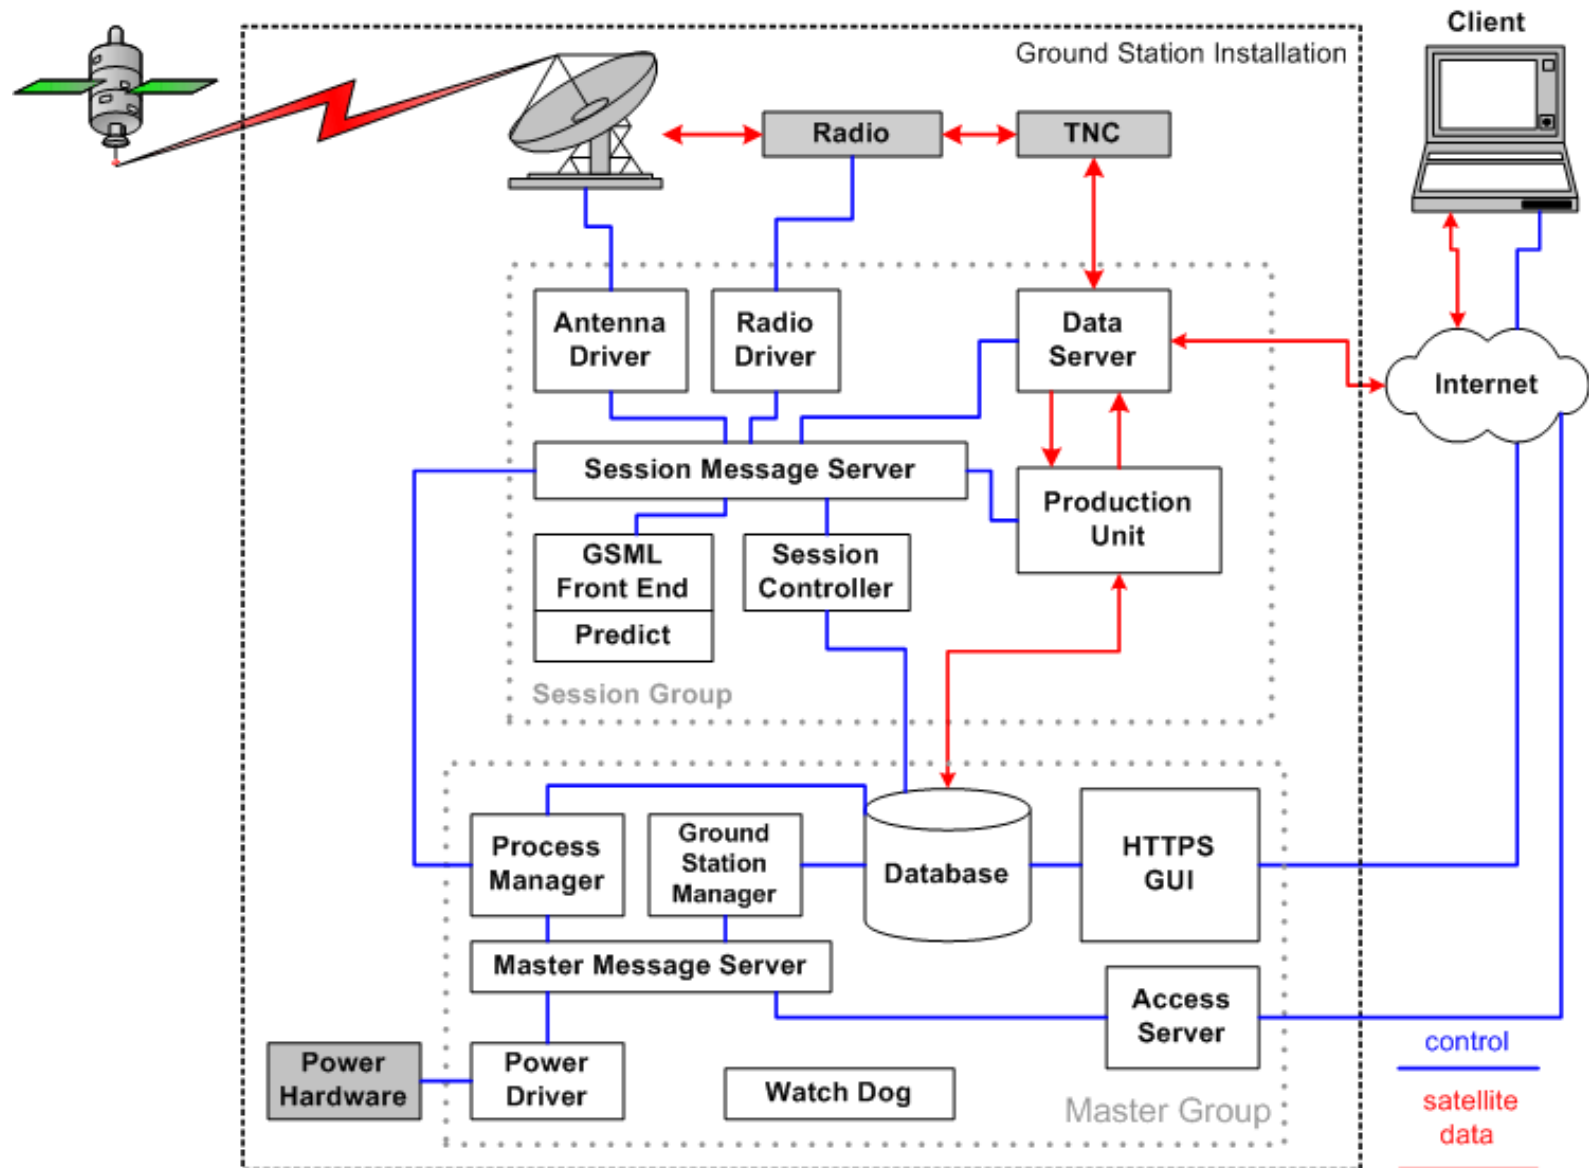 Client
Ground Station Installation
Radio
TNC
Antenna
Driver
Radio
Driver
Data
Server
Internet
Session Message Server
Production
Unit
GSML
Front End
Predict
Session
Controller
Session Group
Process
Manager
Ground
Station
Manager
Database
HTTPS
GUI
Master Message Server
Access
Server
Power
Hardware
Power
Driver
Watch Dog
Master Group
control
satellite
data